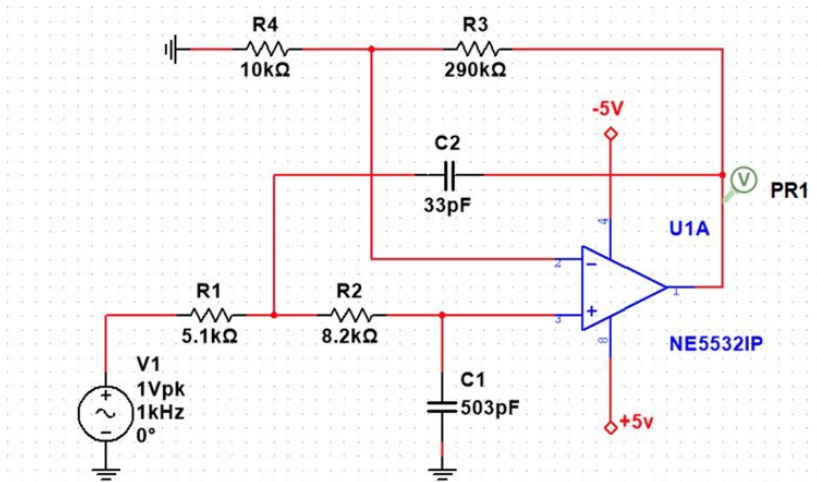 R4
10kΩ
R3
290kΩ
-5V
C2
33pF
V
PR1
4
U1A
2
1
R1
5.1kΩ
R2
8.2kΩ
3
8
NE5532IP
V1
1Vpk
1kHz
0°
C1
503pF
+5v